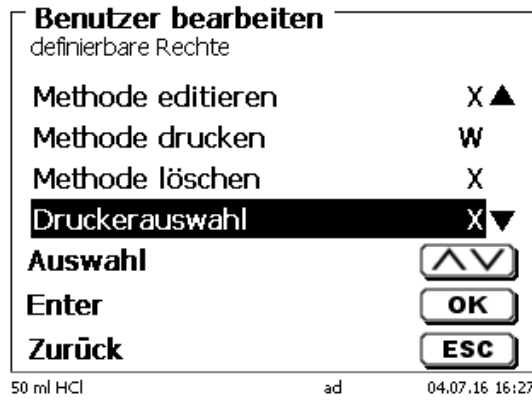 Benutzer bearbeiten
definierbare Rechte
Methode editieren X
Methode drucken W
Methode löschen X
Druckerauswahl X
Auswahl
Enter OK
Zurück ESC
50 ml HCl ad 04.07.16 16:27